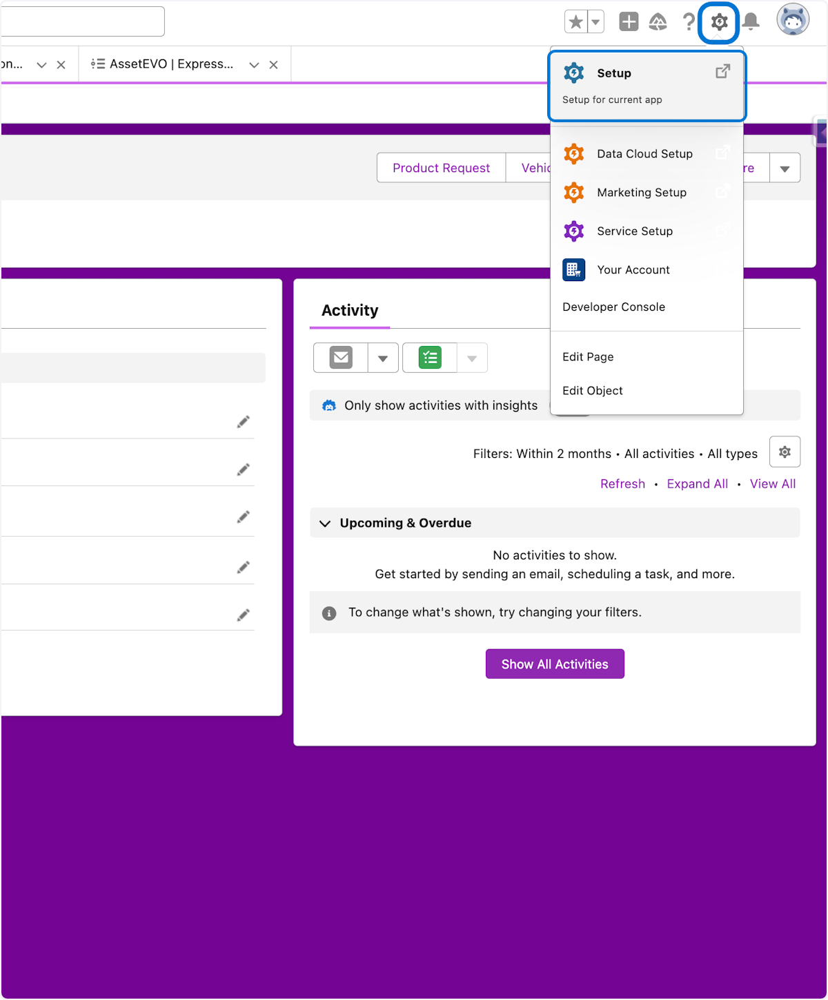 on...
AssetEVO | Express...
Setup
Setup for current app
Data Cloud Setup
Marketing Setup
Service Setup
Your Account
Developer Console
Edit Page
Edit Object
Product Request
Vehic
re
Activity
Only show activities with insights
Filters: Within 2 months • All activities • All types
Refresh • Expand All • View All
Upcoming & Overdue
No activities to show.
Get started by sending an email, scheduling a task, and more.
To change what's shown, try changing your filters.
Show All Activities